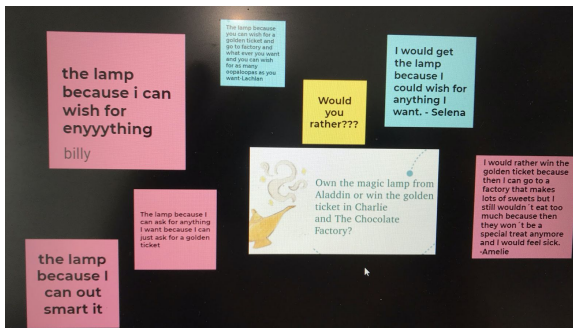 the lamp
because i can
wish for
enyyything
billy
The lamp because
you can wish for a
golden ticket and
go to factory and
what ever you want
and you can wish
for as many
oopaloopas as you
want-Lachlan
Would
you
rather???
I would get
the lamp
because I
could wish for
anything I
want. - Selena
The lamp because I
can ask for anything
I want because I can
just ask for a golden
ticket
Own the magic lamp from
Aladdin or win the golden
ticket in Charlie
and The Chocolate
Factory?
I would rather win the
golden ticket because
then I can go to a
factory that makes
lots of sweets but I
still wouldn´t eat too
much because then
they won´t be a
special treat anymore
and I would feel sick.
-Amelie
the lamp
because I
can out
smart it